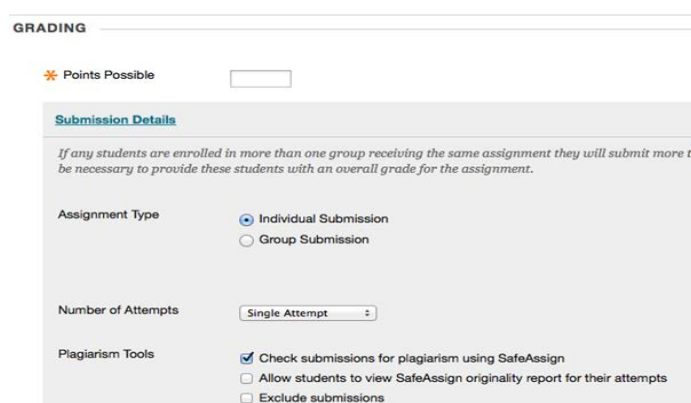 GRADING
Points Possible
Submission Details
If any students are enrolled in more than one group receiving the same assignment they will submit more
be necessary to provide these students with an overall grade for the assignment.
Assignment Type
Individual Submission
Group Submission
Number of Attempts
Single Attempt
Plagiarism Tools
Check submissions for plagiarism using SafeAssign
Allow students to view SafeAssign originality report for their attempts
Exclude submissions